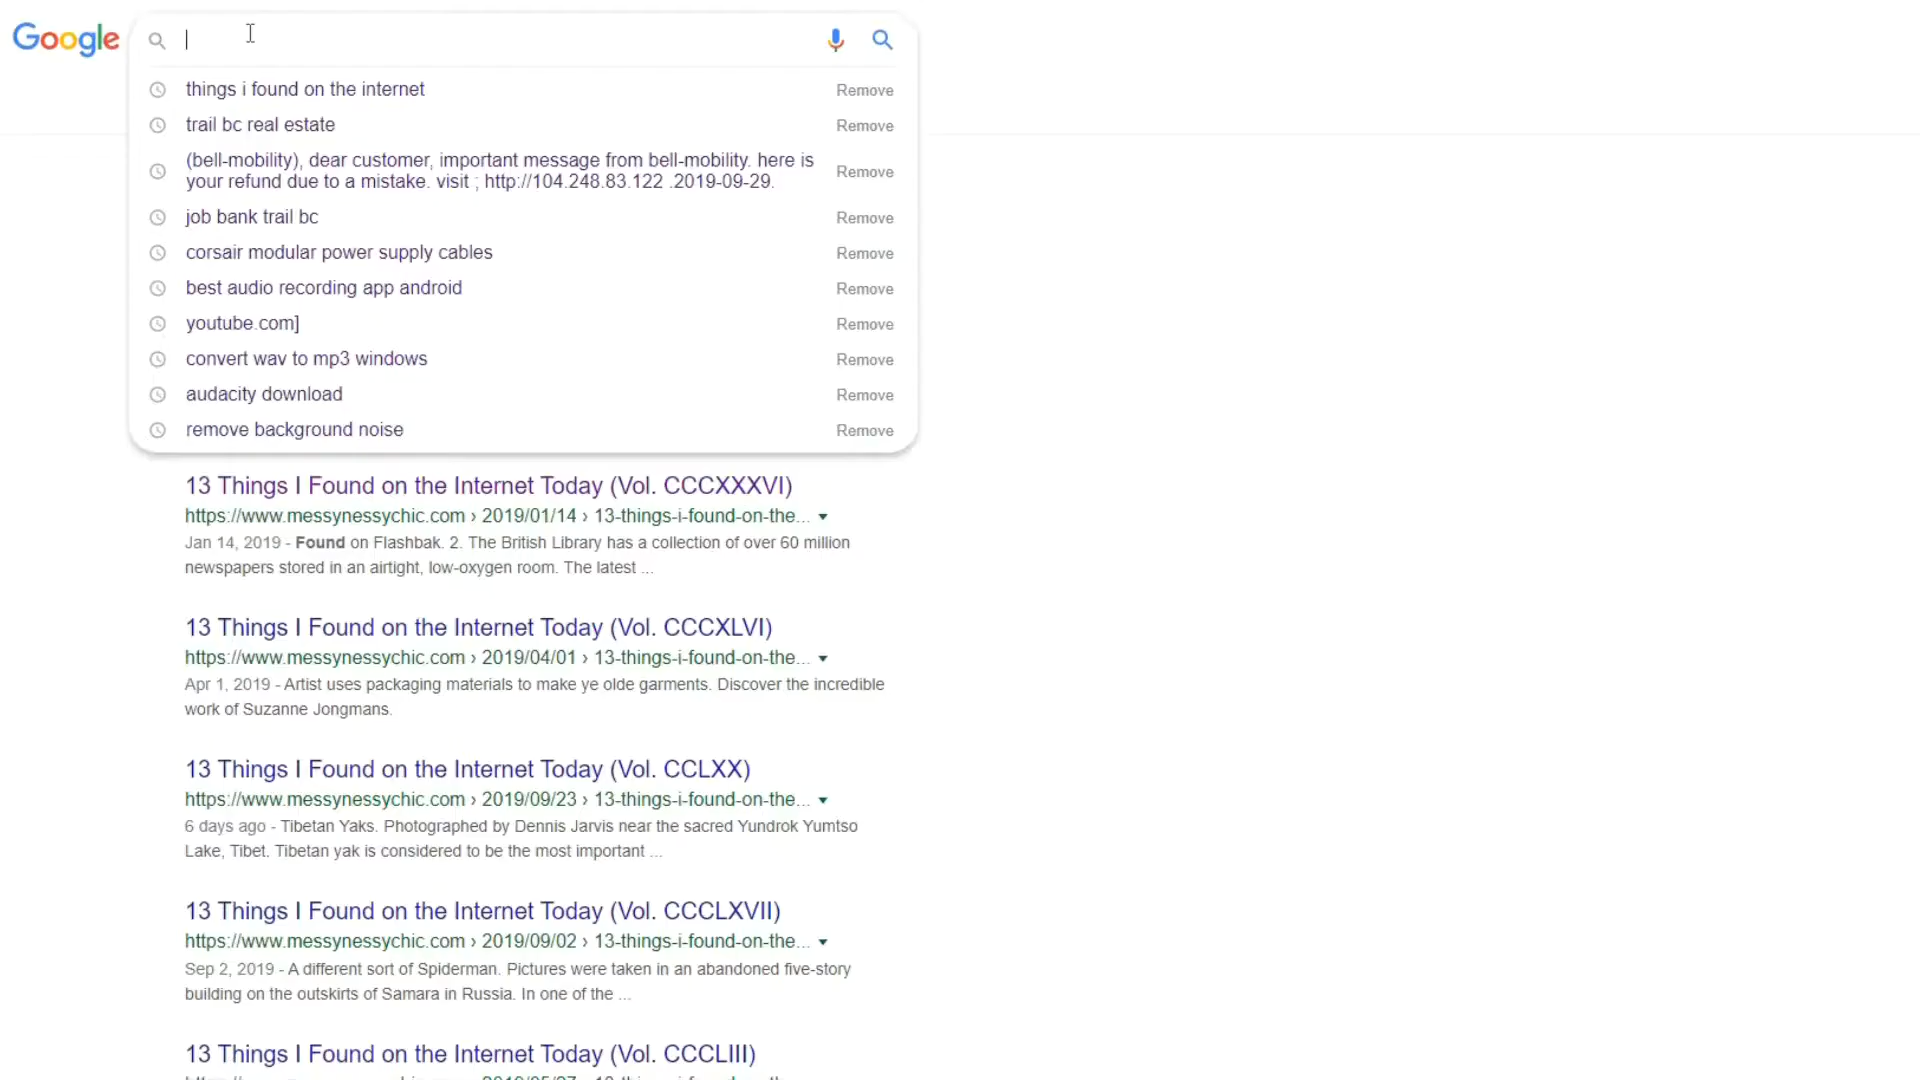 Google
things i found on the internet Remove
trail bc real estate Remove
(bell-mobility), dear customer, important message from bell-mobility. here is
your refund due to a mistake. visit ; http://104.248.83.122 .2019-09-29. Remove
job bank trail bc Remove
corsair modular power supply cables Remove
best audio recording app android Remove
youtube.com] Remove
convert wav to mp3 windows Remove
audacity download Remove
remove background noise Remove
13 Things I Found on the Internet Today (Vol. CCCXXXVI)
https://www.messynessychic.com › 2019/01/14 › 13-things-i-found-on-the...
Jan 14, 2019 - Found on Flashbak. 2. The British Library has a collection of over 60 million
newspapers stored in an airtight, low-oxygen room. The latest ...
13 Things I Found on the Internet Today (Vol. CCCXLVI)
https://www.messynessychic.com › 2019/04/01 › 13-things-i-found-on-the...
Apr 1, 2019 - Artist uses packaging materials to make ye olde garments. Discover the incredible
work of Suzanne Jongmans.
13 Things I Found on the Internet Today (Vol. CCLXX)
https://www.messynessychic.com › 2019/09/23 › 13-things-i-found-on-the...
6 days ago - Tibetan Yaks. Photographed by Dennis Jarvis near the sacred Yundrok Yumtso
Lake, Tibet. Tibetan yak is considered to be the most important ...
13 Things I Found on the Internet Today (Vol. CCCLXVII)
https://www.messynessychic.com › 2019/09/02 › 13-things-i-found-on-the...
Sep 2, 2019 - A different sort of Spiderman. Pictures were taken in an abandoned five-story
building on the outskirts of Samara in Russia. In one of the ...
13 Things I Found on the Internet Today (Vol. CCCLIII)